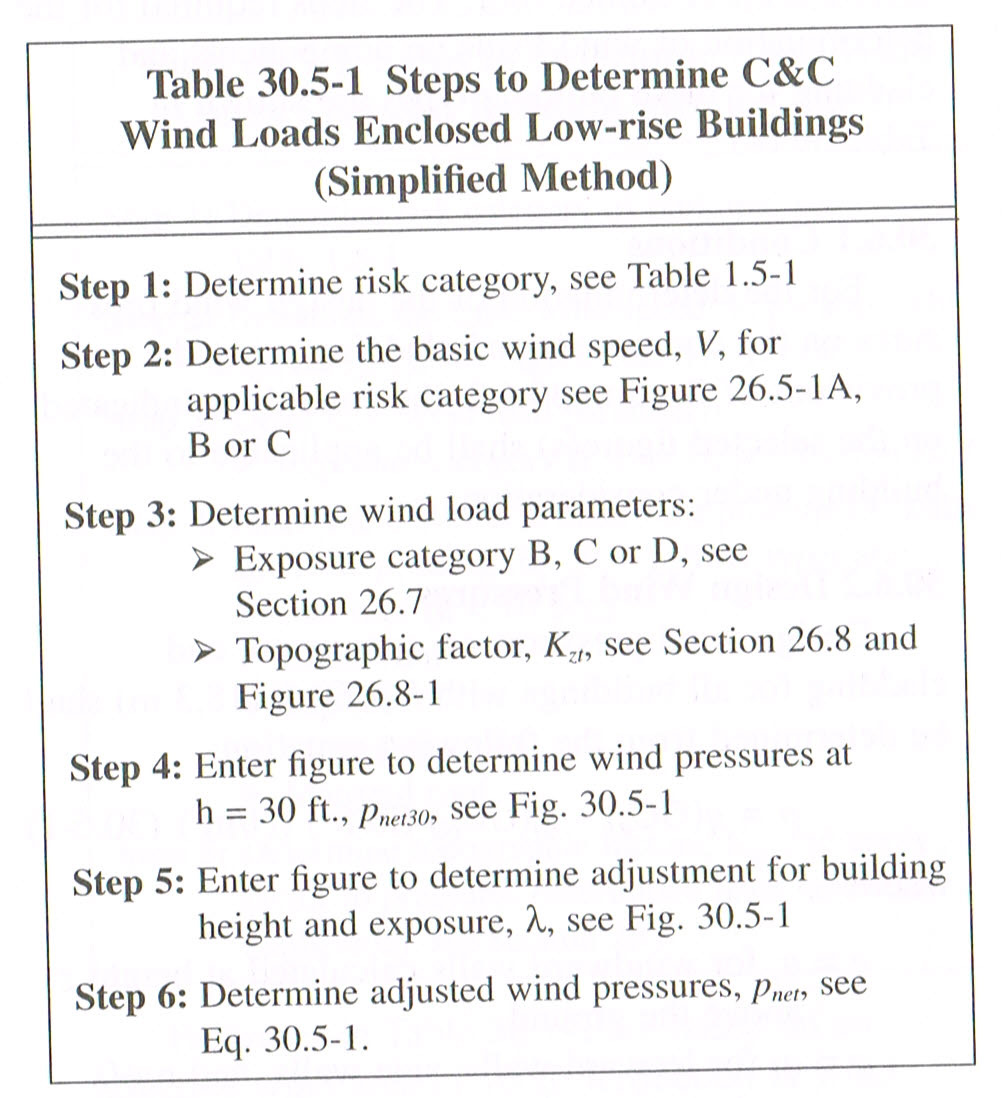 Table 30.5-1 Steps to Determine C&C
Wind Loads Enclosed Low-rise Buildings
(Simplified Method)
Step 1: Determine risk category, see Table 1.5-1
Step 2: Determine the basic wind speed, V, for
applicable risk category see Figure 26.5-1A,
B or C
Step 3: Determine wind load parameters:
➢ Exposure category B, C or D, see
Section 26.7
➢ Topographic factor, Kzt, see Section 26.8 and
Figure 26.8-1
Step 4: Enter figure to determine wind pressures at
h = 30 ft., pnet30, see Fig. 30.5-1
Step 5: Enter figure to determine adjustment for building
height and exposure, λ, see Fig. 30.5-1
Step 6: Determine adjusted wind pressures, pnet, see
Eq. 30.5-1.